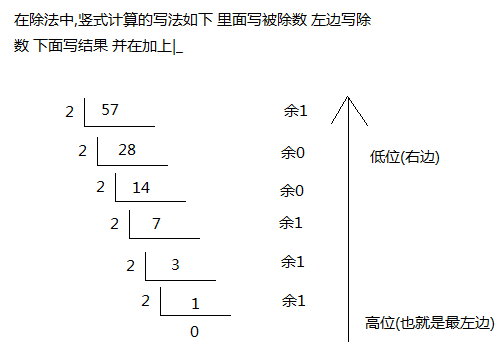 在除法中,竖式计算的写法如下 里面写被除数 左边写除
数 下面写结果 并在加上|_
2 57 余1
2 28 余0
低位(右边)
2 14 余0
2 7 余1
2 3 余1
2 1 余1
高位(也就是最左边)
0